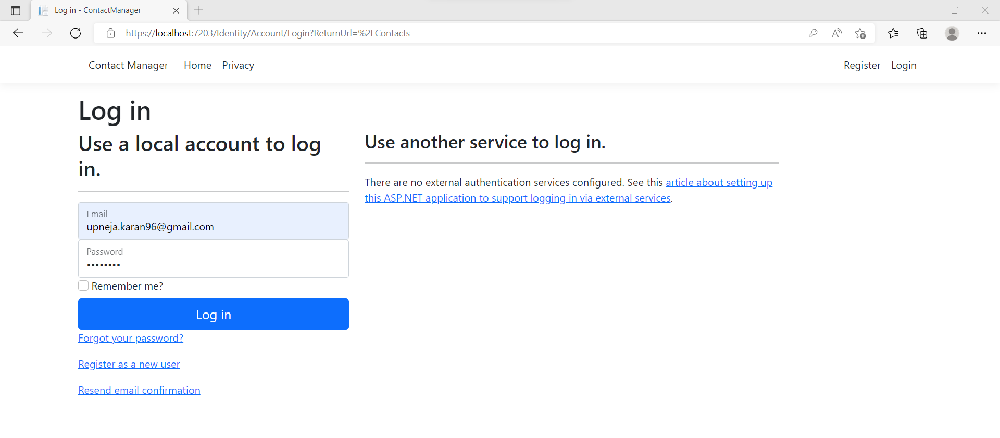 Log in - ContactManager
https://localhost:7203/Identity/Account/Login?ReturnUrl=%2FContacts
Contact Manager Home Privacy Register Login
Log in
Use a local account to log
in.
Email
upneja.karan96@gmail.com
Password
••••••••
Remember me?
Log in
Forgot your password?
Register as a new user
Resend email confirmation
Use another service to log in.
There are no external authentication services configured. See this article about setting up
this ASP.NET application to support logging in via external services.